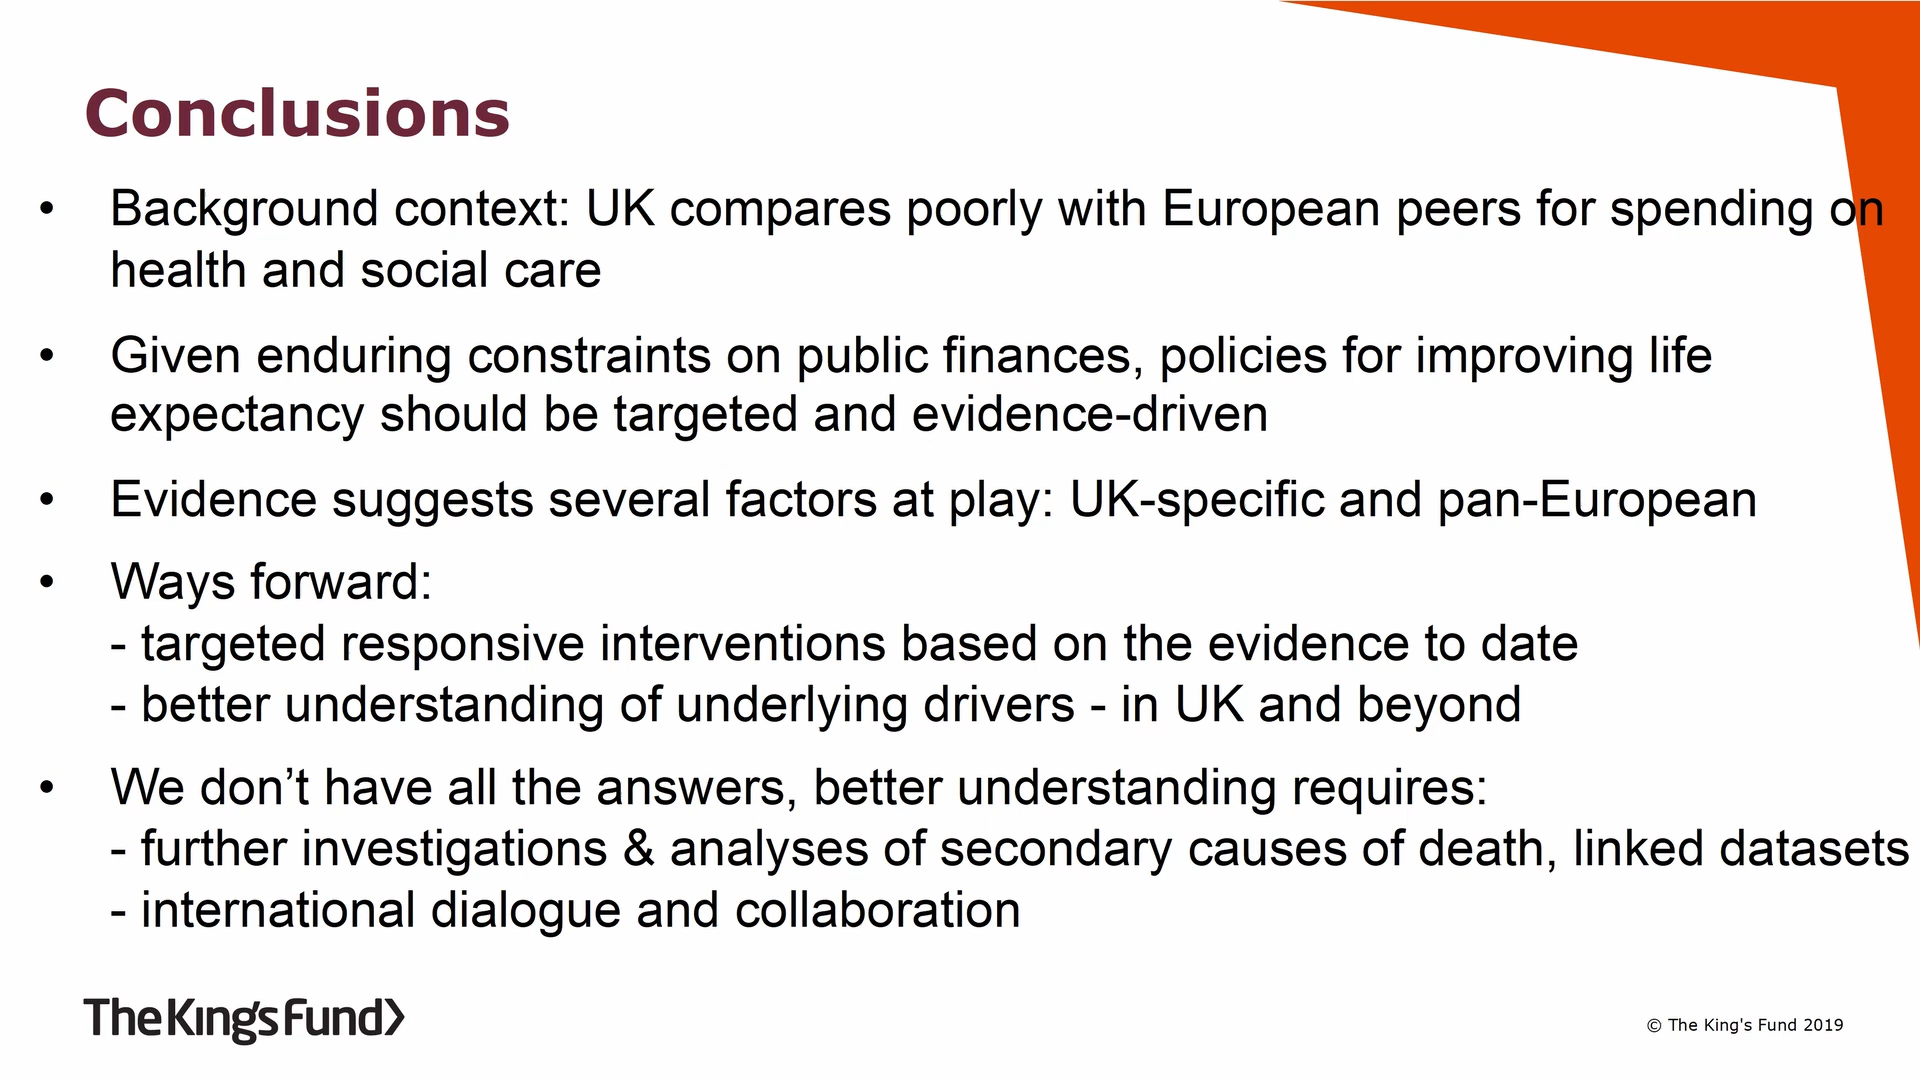 Conclusions
• Background context: UK compares poorly with European peers for spending on
health and social care
• Given enduring constraints on public finances, policies for improving life
expectancy should be targeted and evidence-driven
• Evidence suggests several factors at play: UK-specific and pan-European
• Ways forward:
- targeted responsive interventions based on the evidence to date
- better understanding of underlying drivers - in UK and beyond
• We don’t have all the answers, better understanding requires:
- further investigations & analyses of secondary causes of death, linked datasets
- international dialogue and collaboration
TheKing'sFund>
© The King's Fund 2019